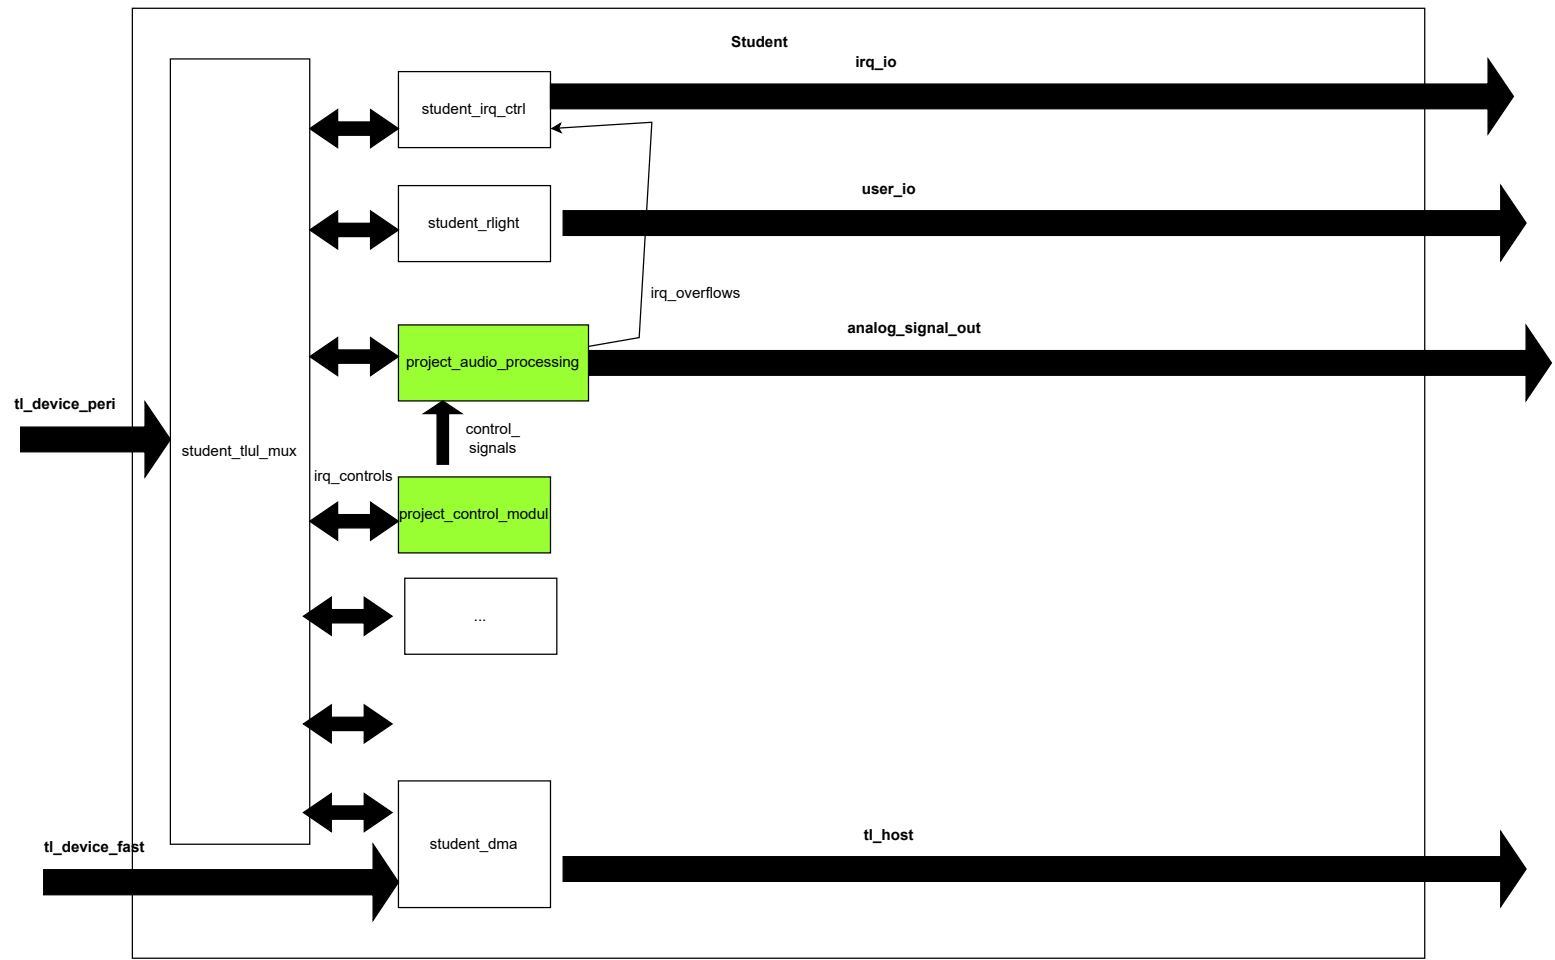 Student
irq_io
student_irq_ctrl
user_io
student_rlight
irq_overflows
analog_signal_out
project_audio_processing
tl_device_peri
control_
signals
student_tlul_mux
irq_controls
project_control_modul
...
tl_host
student_dma
tl_device_fast